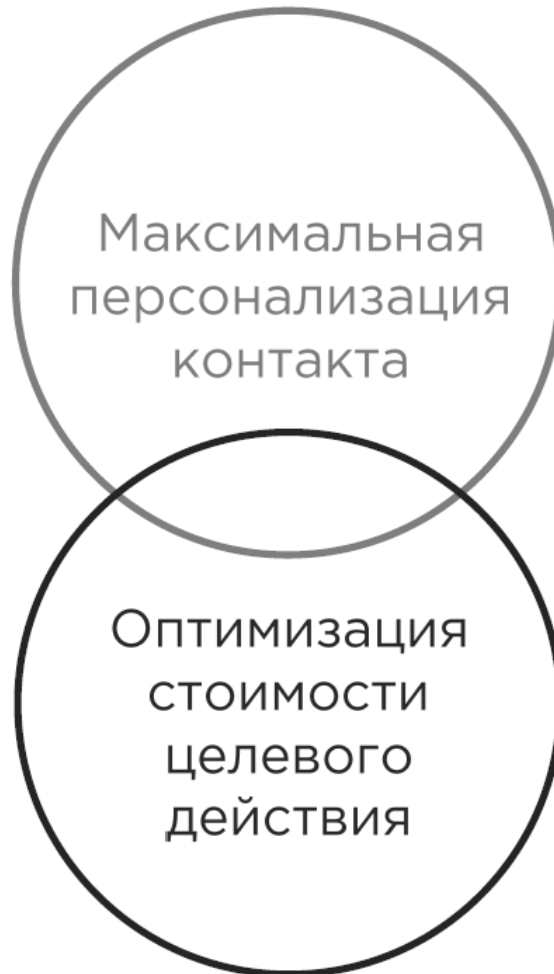 Максимальная
персонализация
контакта
Оптимизация
стоимости
целевого
действия